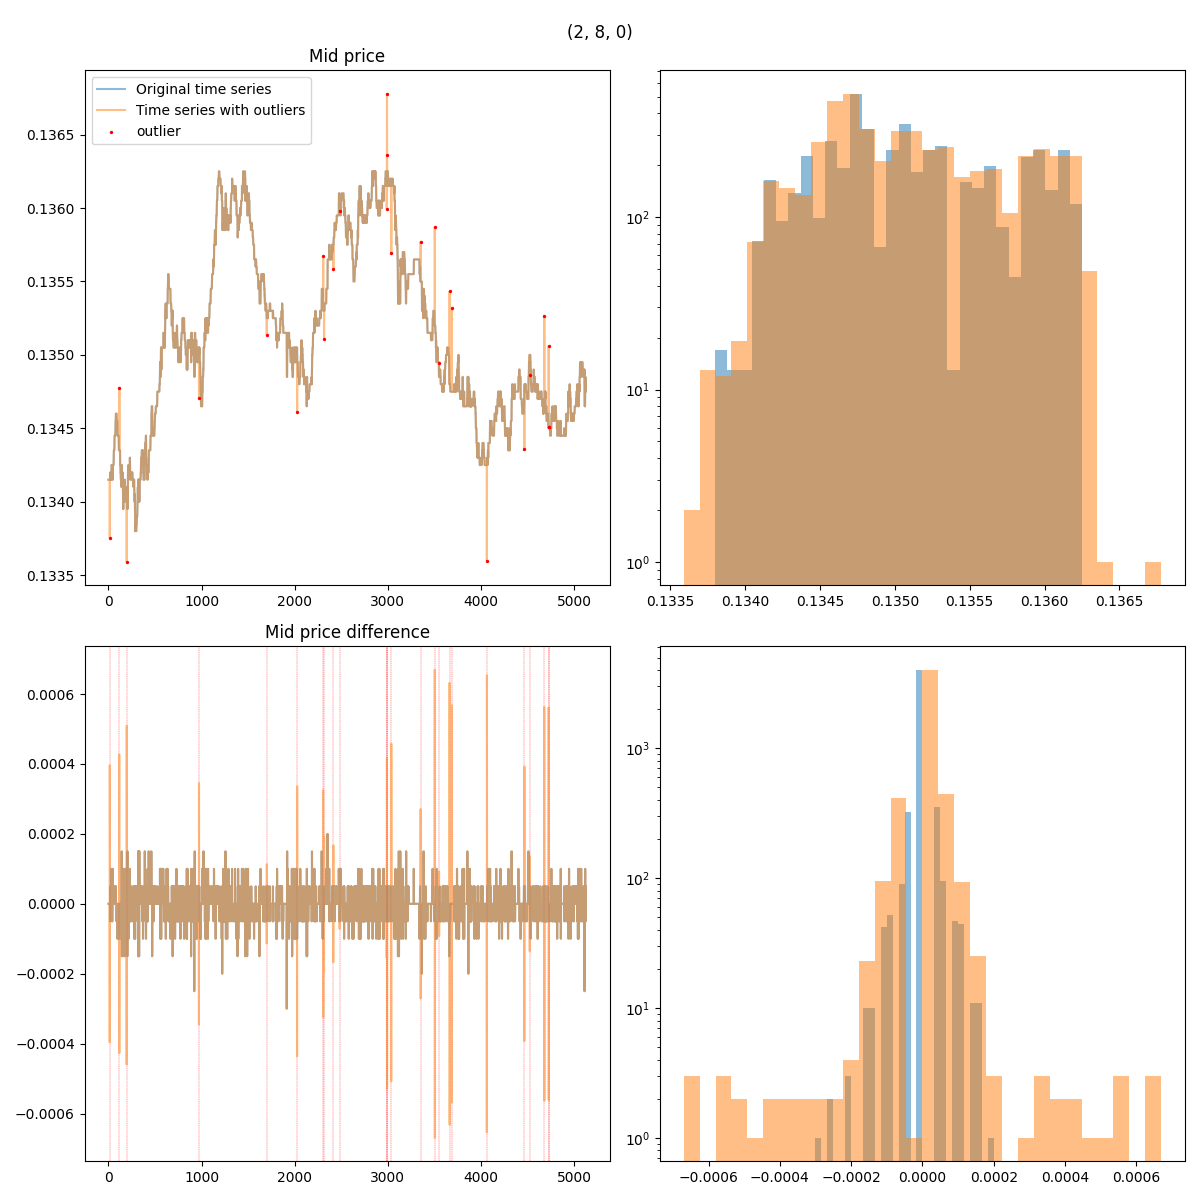 (2, 8, 0)
Mid price
Original time series
Time series with outliers
outlier
0.1365
0.1360
0.1355
0.1350
0.1345
0.1340
0.1335
0 1000 2000 3000 4000 5000
10²
10¹
10⁰
0.1335 0.1340 0.1345 0.1350 0.1355 0.1360 0.1365
Mid price difference
0.0006
0.0004
0.0002
0.0000
−0.0002
−0.0004
−0.0006
0 1000 2000 3000 4000 5000
10³
10²
10¹
10⁰
−0.0006 −0.0004 −0.0002 0.0000 0.0002 0.0004 0.0006